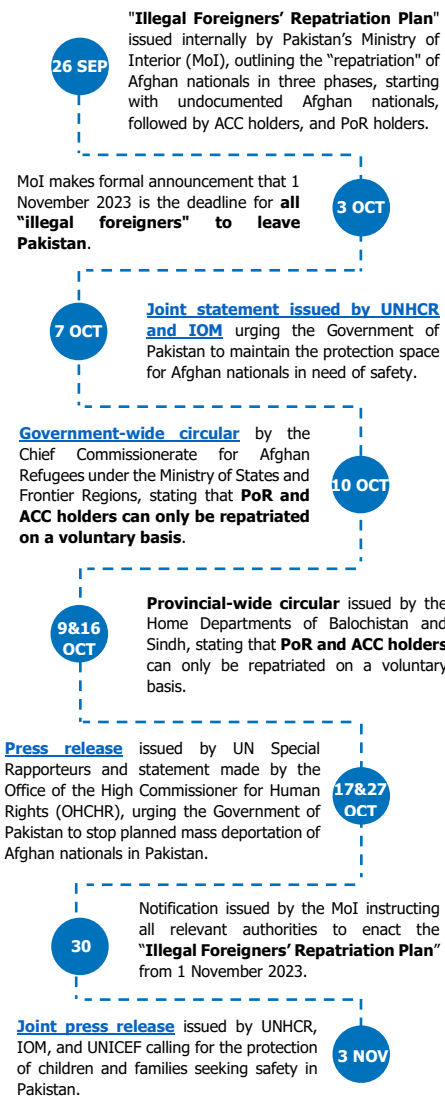 "Illegal Foreigners' Repatriation Plan"
issued internally by Pakistan's Ministry of
26 SEP
Interior (MoI), outlining the "repatriation" of
Afghan nationals in three phases, starting
with undocumented Afghan nationals,
followed by ACC holders, and PoR holders.
MoI makes formal announcement that 1
November 2023 is the deadline for all
"illegal foreigners" to leave
Pakistan.
3 OCT
7 OCT
Joint statement issued by UNHCR
and IOM urging the Government of
Pakistan to maintain the protection space
for Afghan nationals in need of safety.
Government-wide circular by the
Chief Commissionerate for Afghan
Refugees under the Ministry of States and
Frontier Regions, stating that PoR and
ACC holders can only be repatriated
on a voluntary basis.
10 OCT
9&16
OCT
Provincial-wide circular issued by the
Home Departments of Balochistan and
Sindh, stating that PoR and ACC holders
can only be repatriated on a voluntary
basis.
Press release issued by UN Special
Rapporteurs and statement made by the
Office of the High Commissioner for Human
Rights (OHCHR), urging the Government of
Pakistan to stop planned mass deportation of
Afghan nationals in Pakistan.
17&27
OCT
30
Notification issued by the MoI instructing
all relevant authorities to enact the
"Illegal Foreigners' Repatriation Plan"
from 1 November 2023.
Joint press release issued by UNHCR,
IOM, and UNICEF calling for the protection
of children and families seeking safety in
Pakistan.
3 NOV